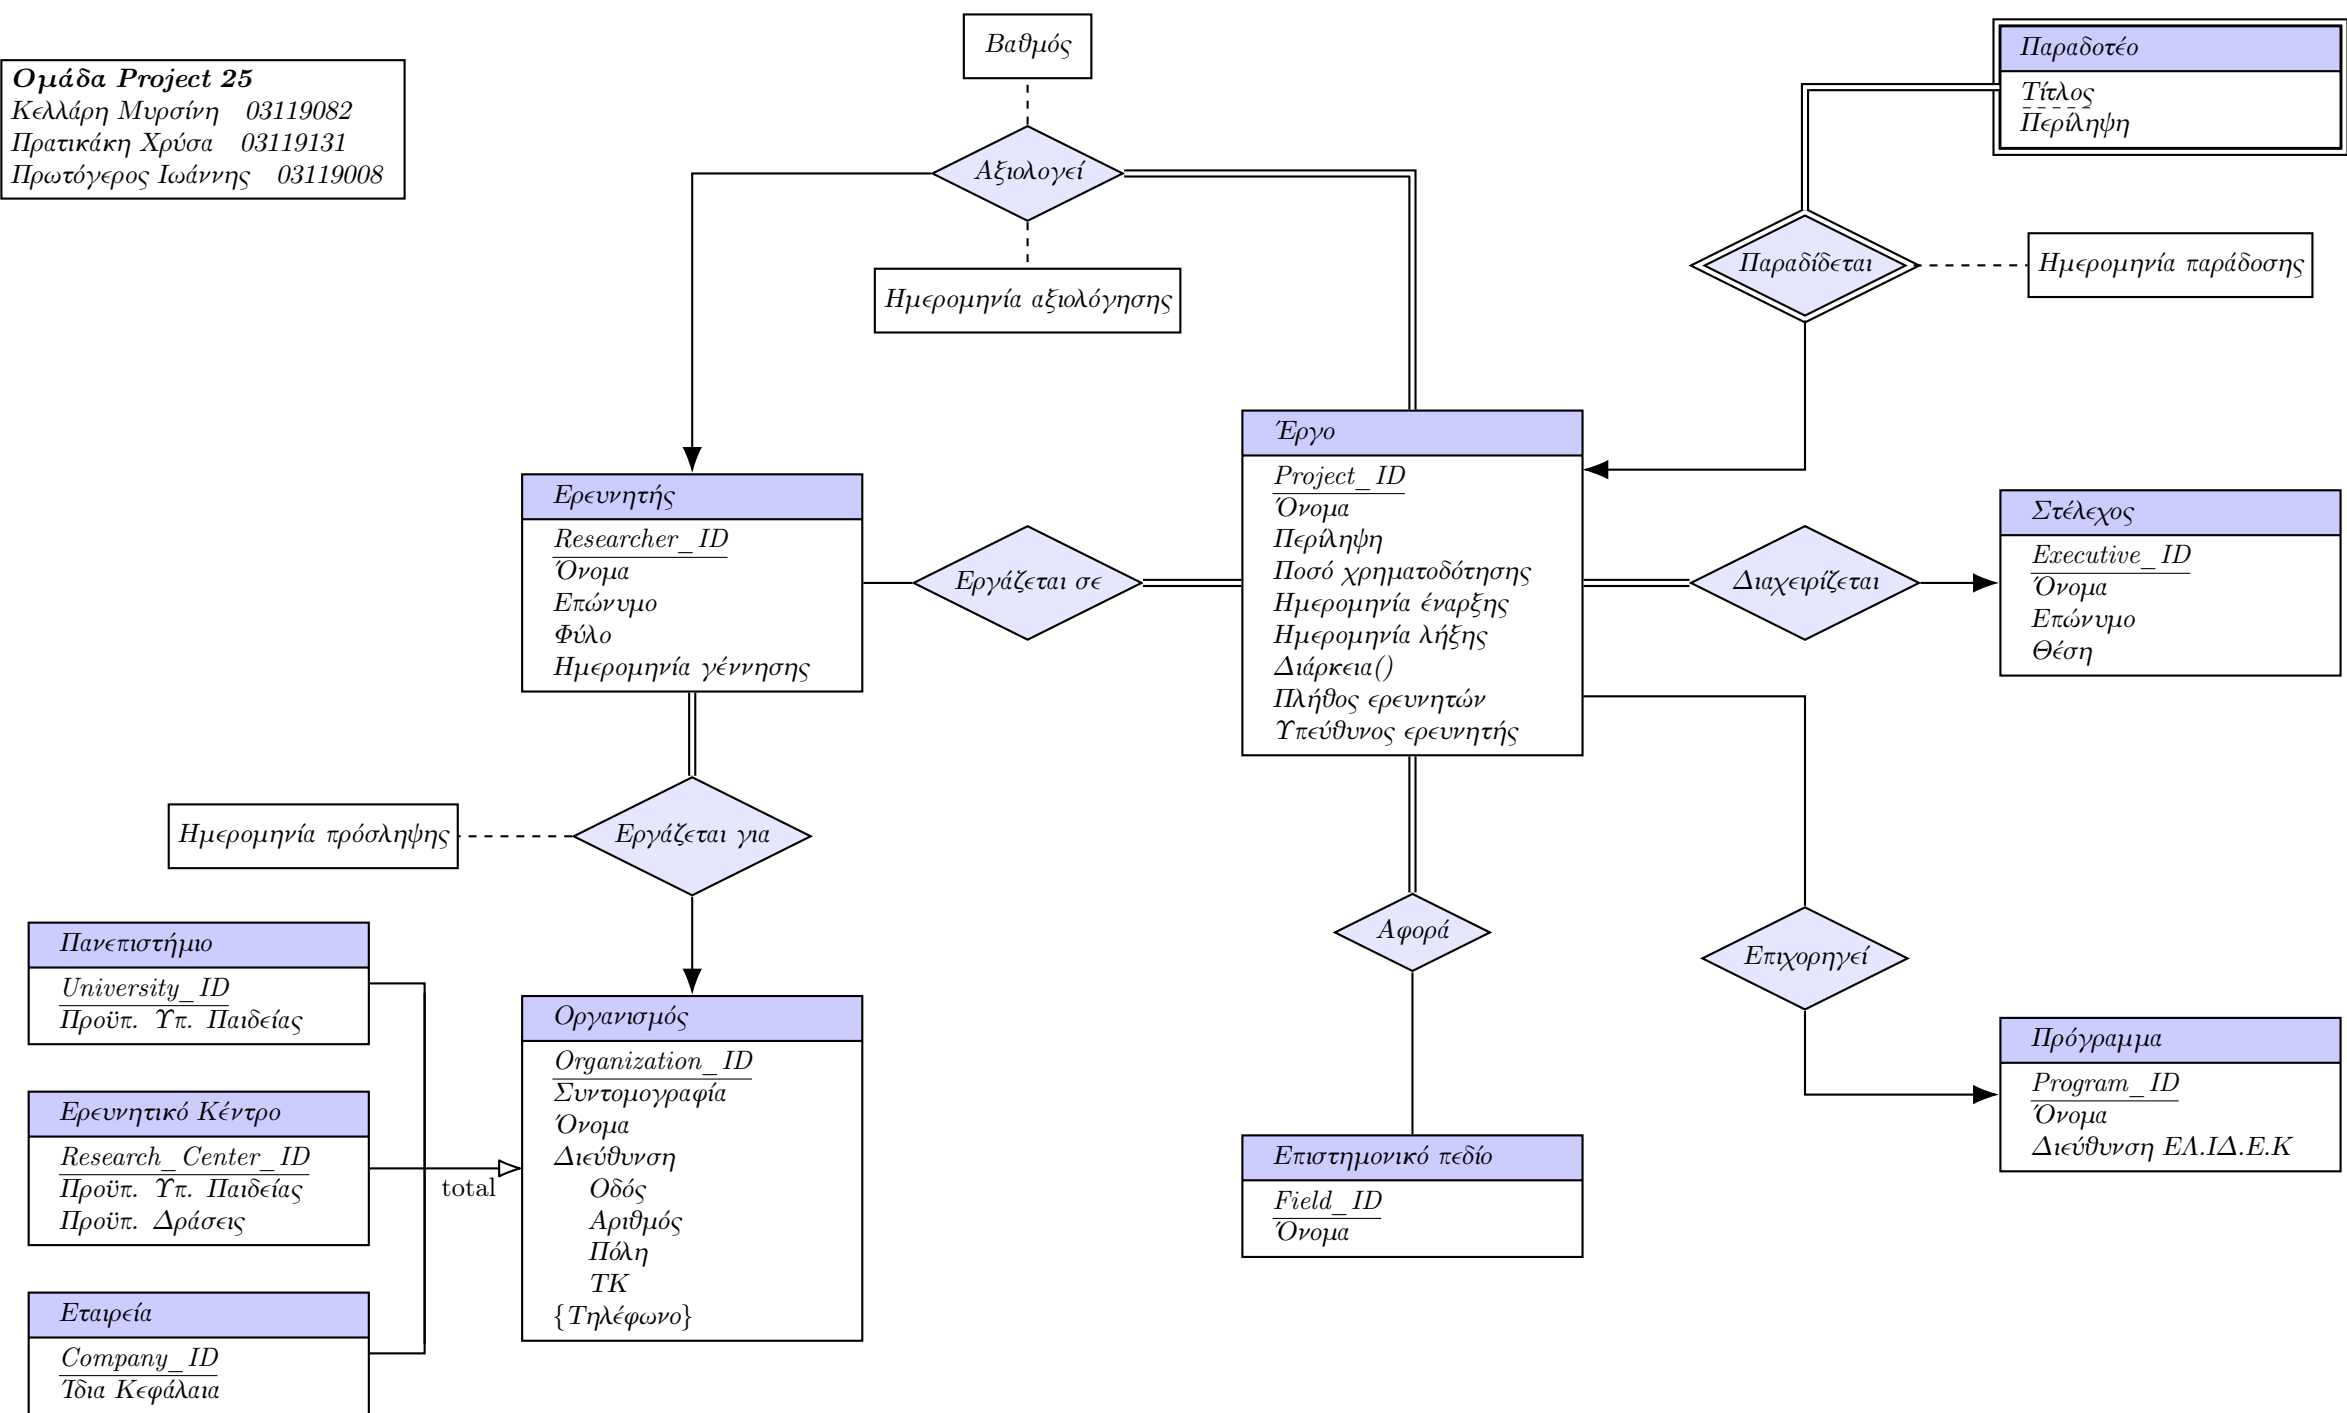 Βαθμός
Παραδοτέο
Τίτλος
Περίληψη
Ομάδα Project 25
Κελλάρη Μυρσίνη 03119082
Πρατικάκη Χρύσα 03119131
Πρωτόγερος Ιωάννης 03119008
Αξιολογεί
Παραδίδεται
Ημερομηνία παράδοσης
Ημερομηνία αξιολόγησης
Έργο
Project_ID
Όνομα
Περίληψη
Ποσό χρηματοδότησης
Ημερομηνία έναρξης
Ημερομηνία λήξης
Διάρκεια()
Πλήθος ερευνητών
Υπεύθυνος ερευνητής
Ερευνητής
Researcher_ID
Όνομα
Επώνυμο
Φύλο
Ημερομηνία γέννησης
Εργάζεται σε
Διαχειρίζεται
Στέλεχος
Executive_ID
Όνομα
Επώνυμο
Θέση
Ημερομηνία πρόσληψης
Εργάζεται για
Αφορά
Επιχορηγεί
Πανεπιστήμιο
University_ID
Προϋπ. Υπ. Παιδείας
Ερευνητικό Κέντρο
Research_Center_ID
Προϋπ. Υπ. Παιδείας
Προϋπ. Δράσεις
Εταιρεία
Company_ID
Ίδια Κεφάλαια
total
Οργανισμός
Organization_ID
Συντομογραφία
Όνομα
Διεύθυνση
Οδός
Αριθμός
Πόλη
ΤΚ
{Τηλέφωνο}
Επιστημονικό πεδίο
Field_ID
Όνομα
Πρόγραμμα
Program_ID
Όνομα
Διεύθυνση ΕΛ.ΙΔ.Ε.Κ